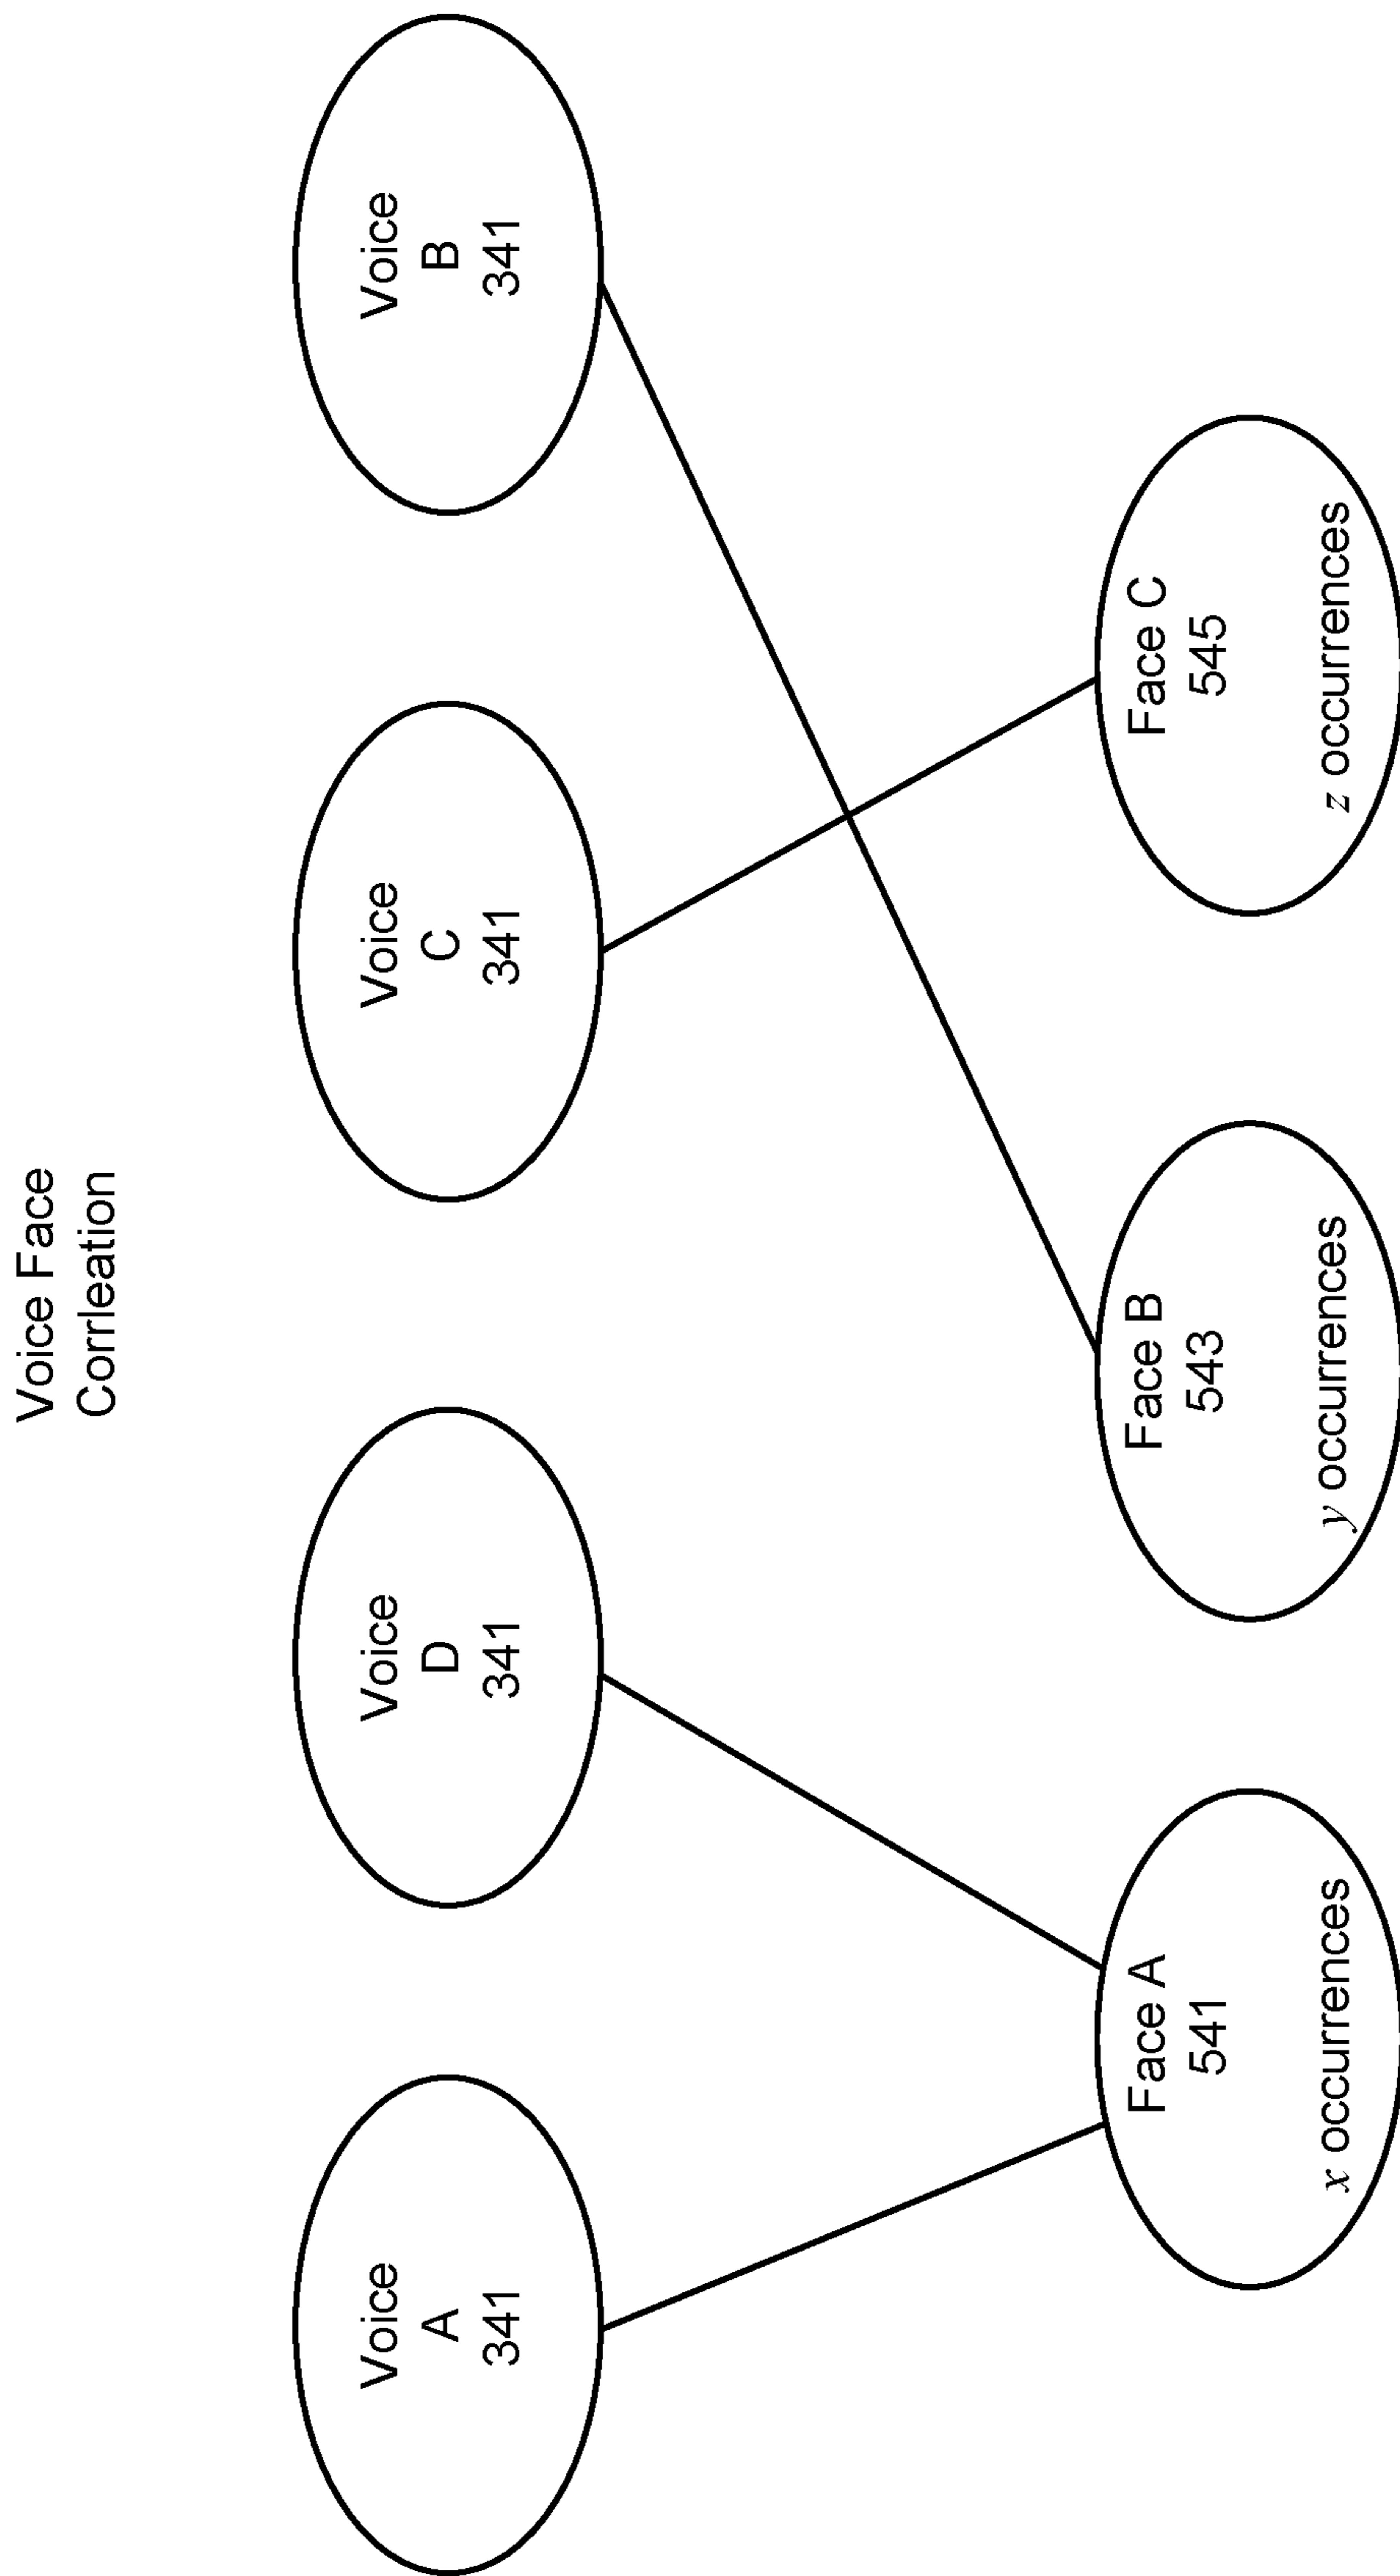 Voice Face
Corrleation
Voice
A
341
Voice
D
341
Voice
C
341
Voice
B
341
Face A
541
x occurrences
Face B
543
y occurrences
Face C
545
z occurrences